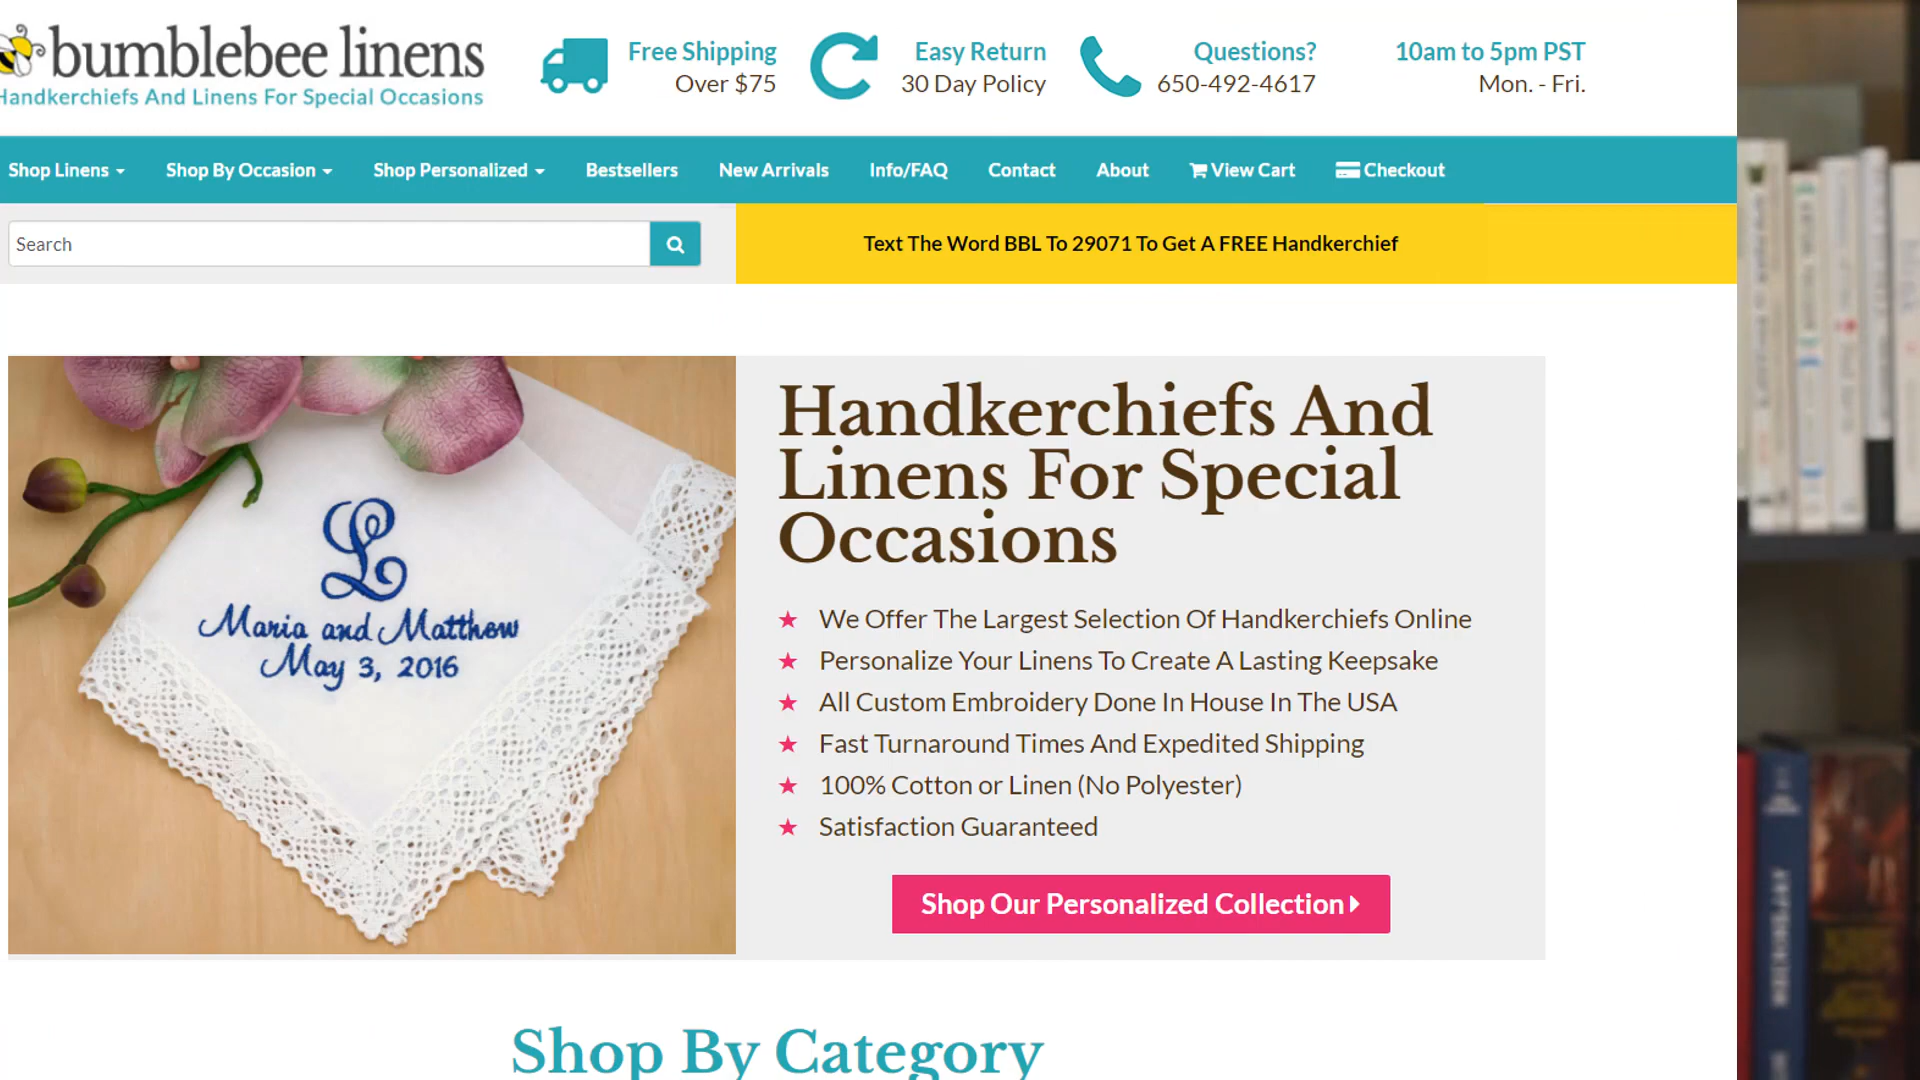 bumblebee linens
Handkerchiefs And Linens For Special Occasions
Free Shipping
Over $75
Easy Return
30 Day Policy
Questions?
650-492-4617
10am to 5pm PST
Mon. - Fri.
Shop Linens
Shop By Occasion
Shop Personalized
Bestsellers
New Arrivals
Info/FAQ
Contact
About
View Cart
Checkout
Search
Text The Word BBL To 29071 To Get A FREE Handkerchief
L
Maria and Matthew
May 3, 2016
Handkerchiefs And
Linens For Special
Occasions
We Offer The Largest Selection Of Handkerchiefs Online
Personalize Your Linens To Create A Lasting Keepsake
All Custom Embroidery Done In House In The USA
Fast Turnaround Times And Expedited Shipping
100% Cotton or Linen (No Polyester)
Satisfaction Guaranteed
Shop Our Personalized Collection
Shop By Category